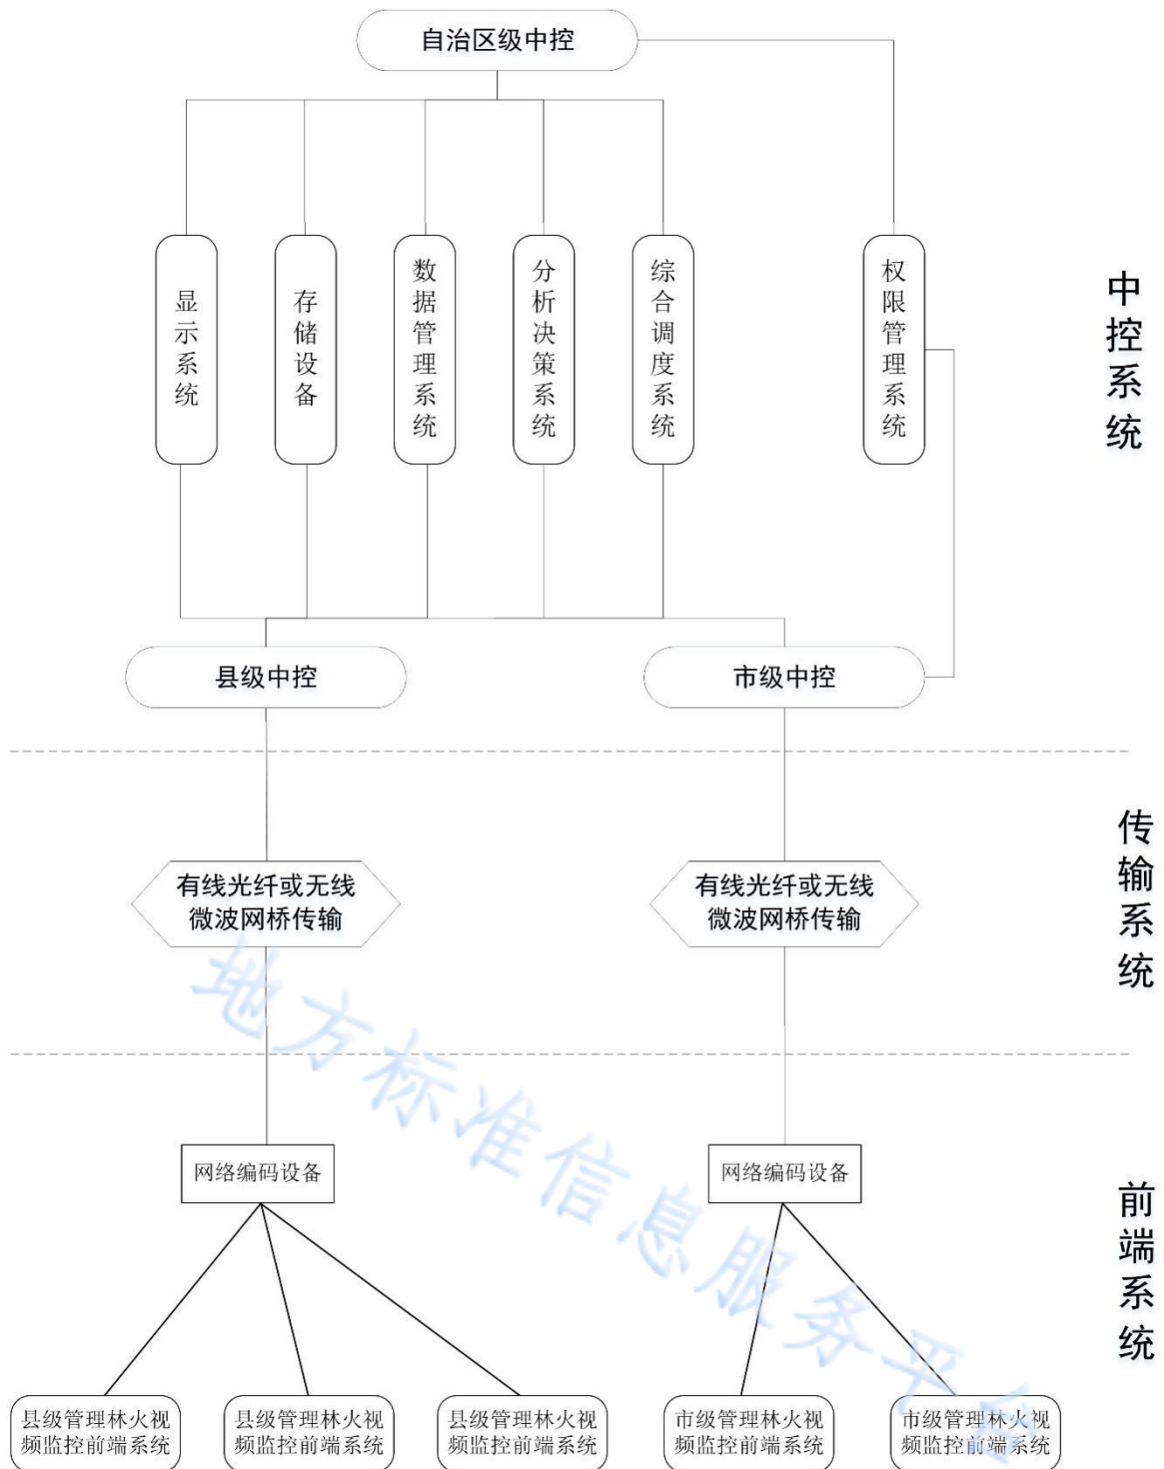 自治区级中控
显示系统
存储设备
数据管理系统
分析决策系统
综合调度系统
权限管理系统
中控系统
县级中控
市级中控
传输系统
有线光纤或无线
微波网桥传输
有线光纤或无线
微波网桥传输
网络编码设备
网络编码设备
前端系统
县级管理林火视
频监控前端系统
县级管理林火视
频监控前端系统
县级管理林火视
频监控前端系统
市级管理林火视
频监控前端系统
市级管理林火视
频监控前端系统
地方标准信息服务平台